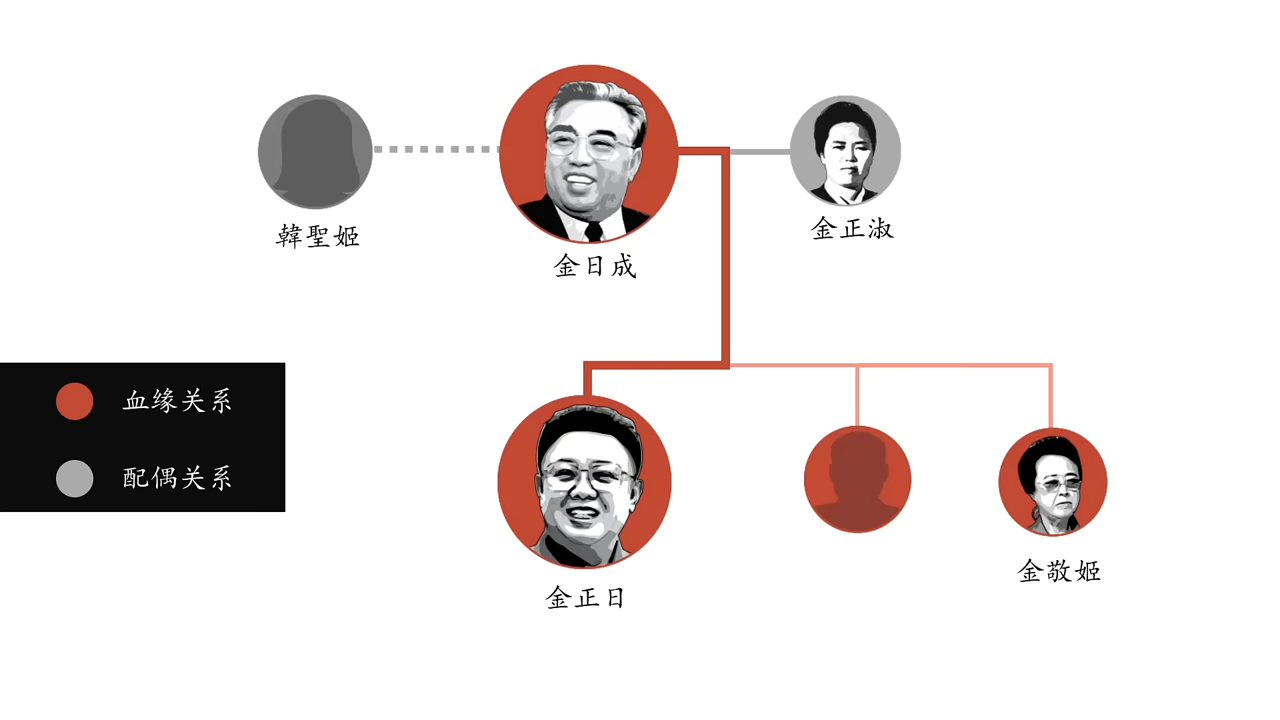 韓聖姬
金日成
金正淑
血缘关系
配偶关系
金正日
金敬姬